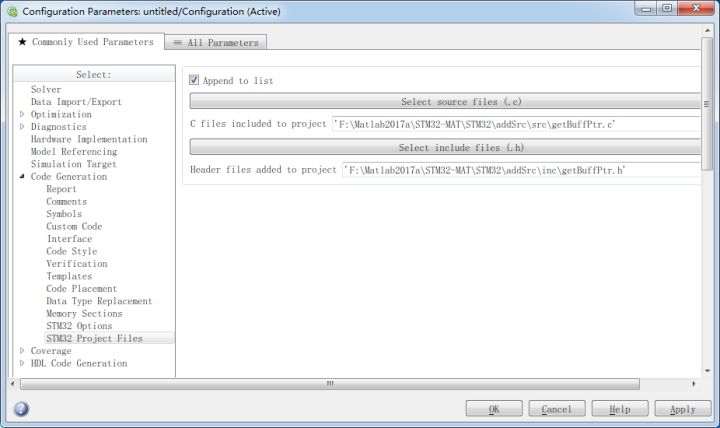 Configuration Parameters: untitled/Configuration (Active)
★ Commonly Used Parameters
≡ All Parameters
Select:
Solver
Data Import/Export
Optimization
Diagnostics
Hardware Implementation
Model Referencing
Simulation Target
Code Generation
Report
Comments
Symbols
Custom Code
Interface
Code Style
Verification
Templates
Code Placement
Data Type Replacement
Memory Sections
STM32 Options
STM32 Project Files
Coverage
HDL Code Generation
Append to list
Select source files (.c)
C files included to project 'F:\Matlab2017a\STM32-MAT\STM32\addSrc\src\getBuffPtr.c'
Select include files (.h)
Header files added to project 'F:\Matlab2017a\STM32-MAT\STM32\addSrc\inc\getBuffPtr.h'
OK Cancel Help Apply